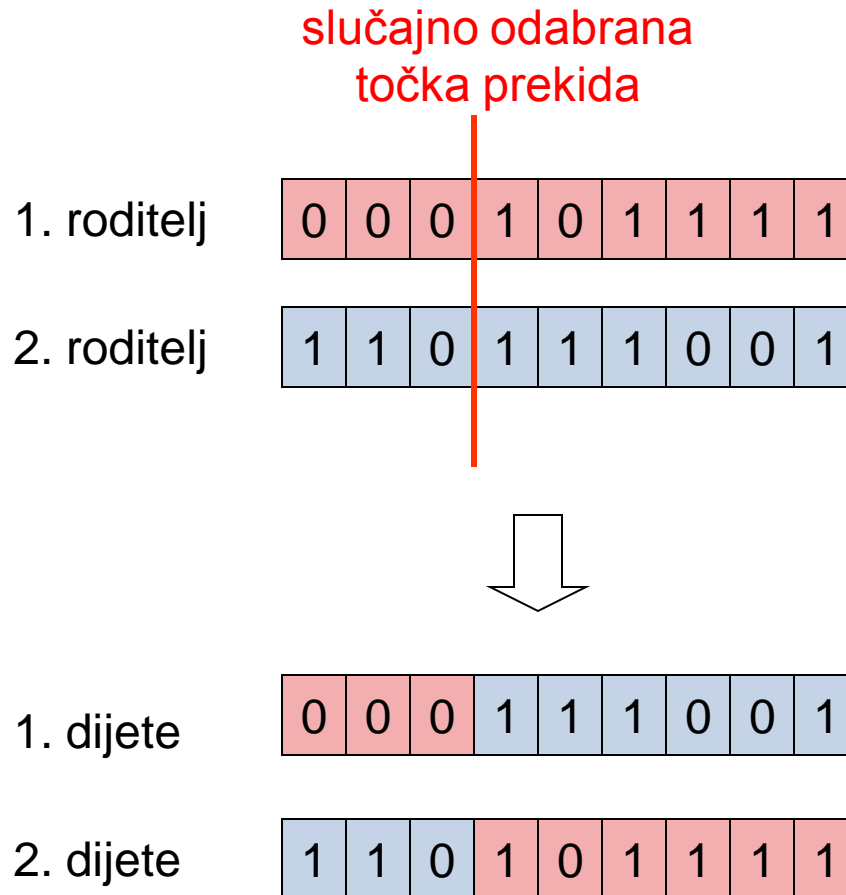 slučajno odabrana
točka prekida
1. roditelj 0 0 0 1 0 1 1 1 1
2. roditelj 1 1 0 1 1 1 0 0 1
1. dijete 0 0 0 1 1 1 0 0 1
2. dijete 1 1 0 1 0 1 1 1 1